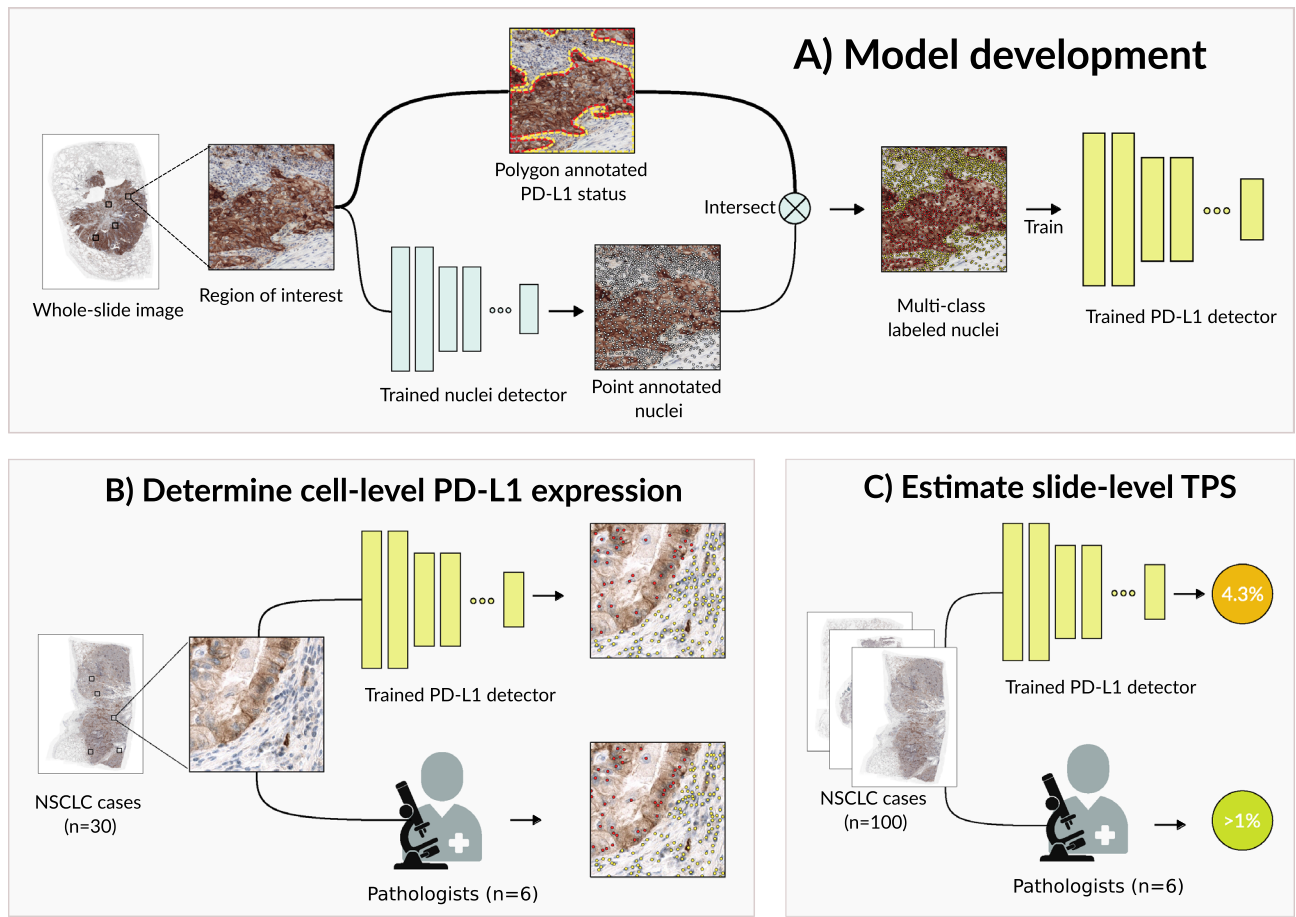 A) Model development
Polygon annotated
PD-L1 status
Intersect
Train
Whole-slide image
Region of interest
Trained nuclei detector
Point annotated
nuclei
Multi-class
labeled nuclei
Trained PD-L1 detector
B) Determine cell-level PD-L1 expression
Trained PD-L1 detector
NSCLC cases
(n=30)
Pathologists (n=6)
C) Estimate slide-level TPS
4.3%
Trained PD-L1 detector
NSCLC cases
(n=100)
>1%
Pathologists (n=6)